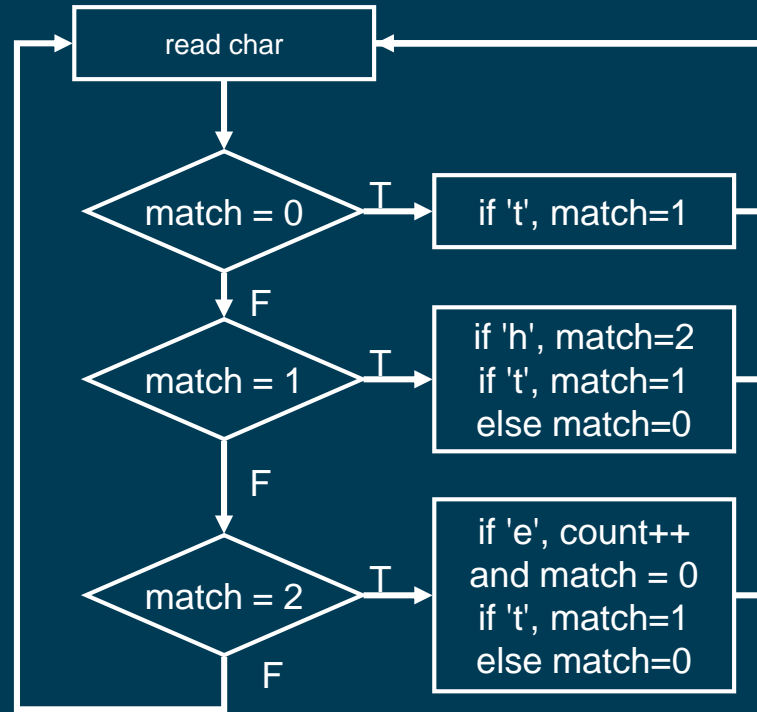 read char
match = 0
T
if 't', match=1
F
match = 1
T
if 'h', match=2
if 't', match=1
else match=0
F
match = 2
T
if 'e', count++
and match = 0
if 't', match=1
else match=0
F